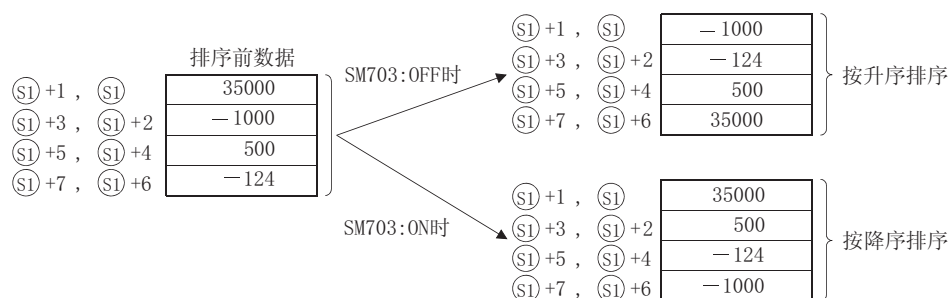 排序前数据
Ⓢ1 +1 , Ⓢ1 35000
Ⓢ1 +3 , Ⓢ1 +2 －1000
Ⓢ1 +5 , Ⓢ1 +4 500
Ⓢ1 +7 , Ⓢ1 +6 －124
SM703:OFF时
Ⓢ1 +1 , Ⓢ1 －1000
Ⓢ1 +3 , Ⓢ1 +2 －124
Ⓢ1 +5 , Ⓢ1 +4 500
Ⓢ1 +7 , Ⓢ1 +6 35000
按升序排序
SM703:ON时
Ⓢ1 +1 , Ⓢ1 35000
Ⓢ1 +3 , Ⓢ1 +2 500
Ⓢ1 +5 , Ⓢ1 +4 －124
Ⓢ1 +7 , Ⓢ1 +6 －1000
按降序排序